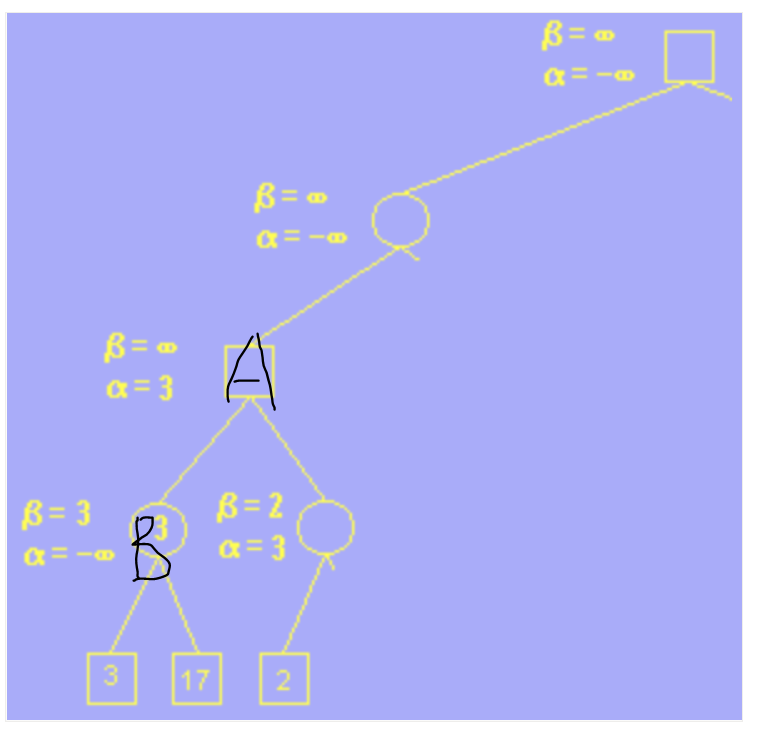 β = ∞
α = −∞
β = ∞
α = −∞
β = ∞
α = 3
A
β = 3
α = −∞
3
B
β = 2
α = 3
3
17
2